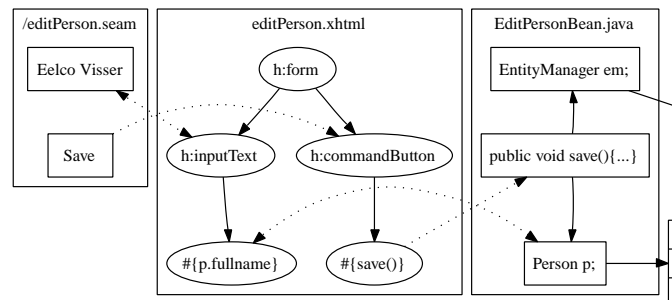 /editPerson.seam
Eelco Visser
Save
editPerson.xhtml
h:form
h:inputText
h:commandButton
#{p.fullname}
#{save()}
EditPersonBean.java
EntityManager em;
public void save(){...}
Person p;